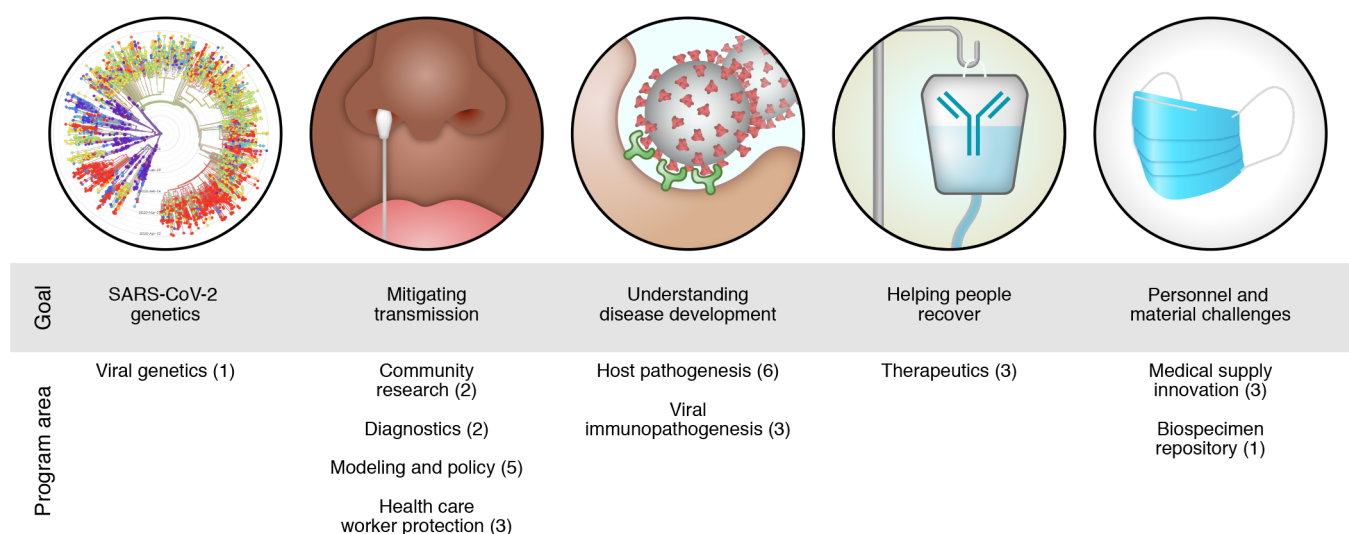 Goal
SARS-CoV-2
genetics
Mitigating
transmission
Understanding
disease development
Helping people
recover
Personnel and
material challenges
Program area
Viral genetics (1)
Community
research (2)
Diagnostics (2)
Modeling and policy (5)
Health care
worker protection (3)
Host pathogenesis (6)
Viral
immunopathogenesis (3)
Therapeutics (3)
Medical supply
innovation (3)
Biospecimen
repository (1)